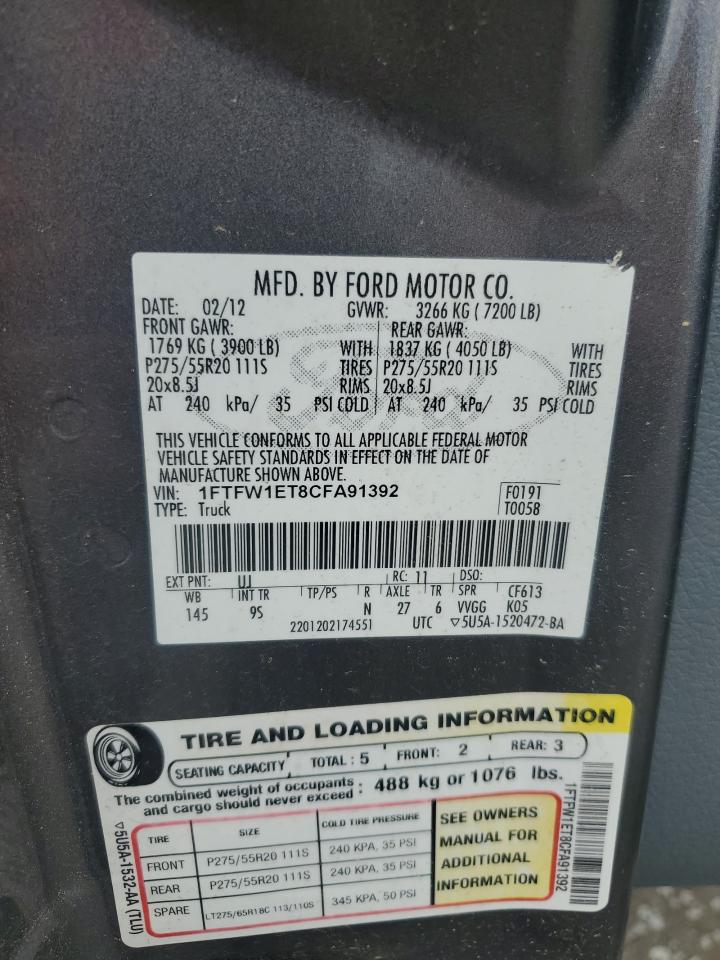 MFD. BY FORD MOTOR CO.
DATE: 02/12 GVWR: 3266 KG ( 7200 LB)
FRONT GAWR: REAR GAWR:
1769 KG ( 3900 LB) WITH 1837 KG ( 4050 LB) WITH
P275/55R20 111S TIRES P275/55R20 111S TIRES
20x8.5J RIMS 20x8.5J RIMS
AT 240 kPa/ 35 PSI COLD AT 240 kPa/ 35 PSI COLD
THIS VEHICLE CONFORMS TO ALL APPLICABLE FEDERAL MOTOR
VEHICLE SAFETY STANDARDS IN EFFECT ON THE DATE OF
MANUFACTURE SHOWN ABOVE.
VIN: 1FTFW1ET8CFA91392 F0191
TYPE: Truck T0058
EXT PNT: UJ RC: 11 DSO:
WB INT TR TP/PS R AXLE TR SPR CF613
145 9S N 27 6 VVGG K05
2201202174551 UTC ▽5U5A-1520472-BA
Ford
TIRE AND LOADING INFORMATION
SEATING CAPACITY TOTAL : 5 FRONT: 2 REAR: 3
The combined weight of occupants
and cargo should never exceed : 488 kg or 1076 lbs.
TIRE SIZE COLD TIRE PRESSURE
FRONT P275/55R20 111S 240 KPA, 35 PSI
REAR P275/55R20 111S 240 KPA, 35 PSI
SPARE LT275/65R18C 113/110S 345 KPA, 50 PSI
SEE OWNERS
MANUAL FOR
ADDITIONAL
INFORMATION
▽5U5A-1532-AA (TLU)
1FTFW1ET8CFA91392